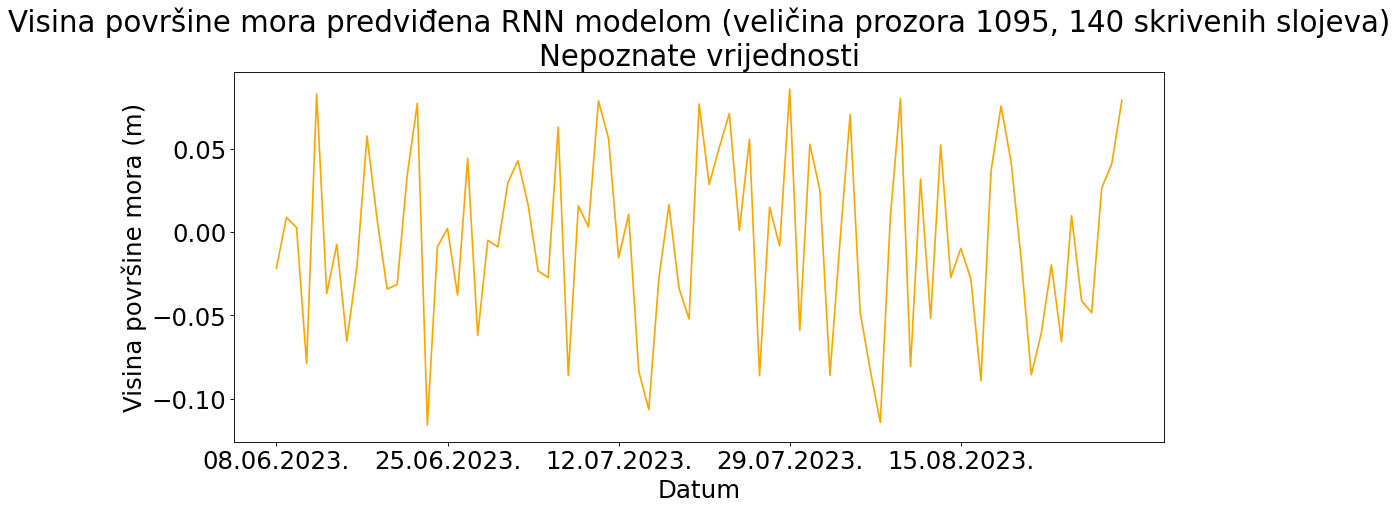 Visina površine mora predviđena RNN modelom (veličina prozora 1095, 140 skrivenih slojeva)
Nepoznate vrijednosti
Visina površine mora (m)
0.05
0.00
−0.05
−0.10
08.06.2023. 25.06.2023. 12.07.2023. 29.07.2023. 15.08.2023.
Datum